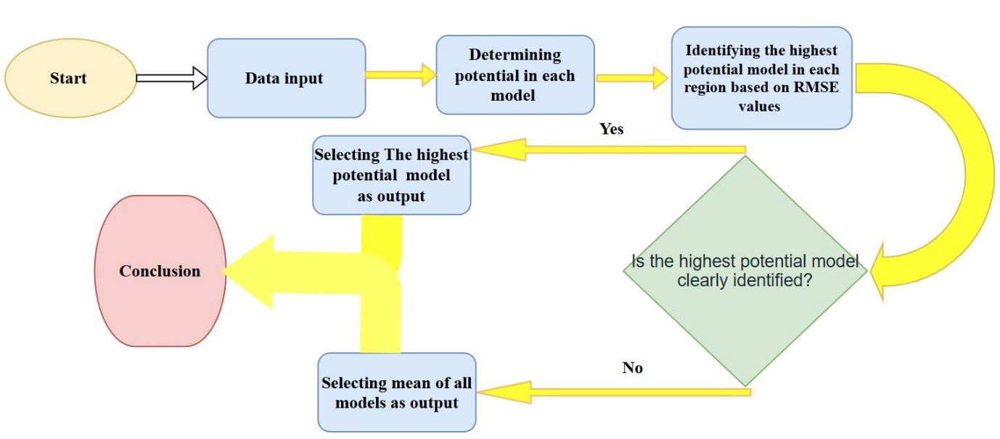 Start
Data input
Determining
potential in each
model
Identifying the highest
potential model in each
region based on RMSE
values
Yes
Selecting The highest
potential model
as output
Is the highest potential model
clearly identified?
Conclusion
No
Selecting mean of all
models as output